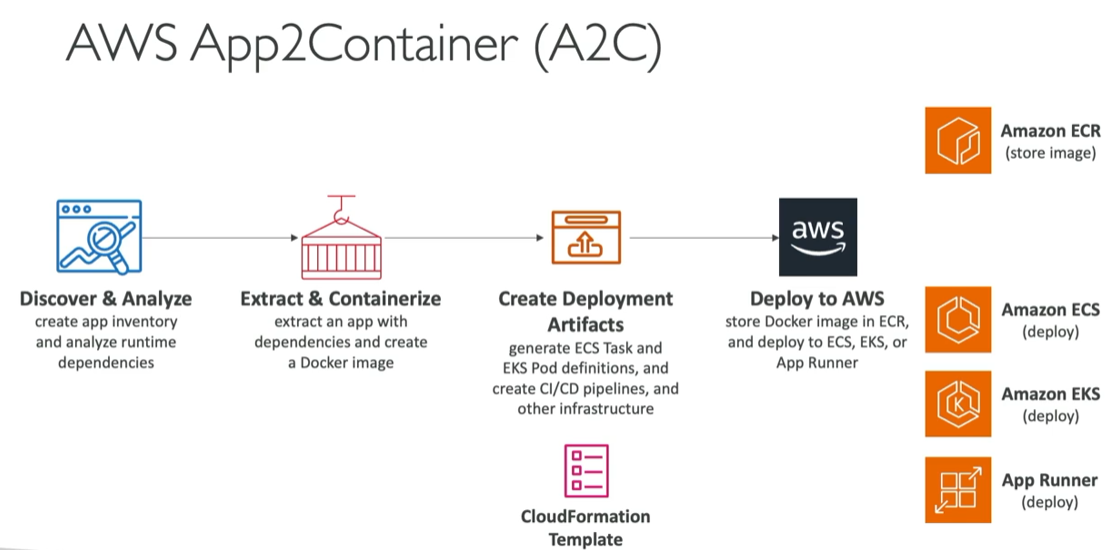 AWS App2Container (A2C)
Amazon ECR
(store image)
aws
Discover & Analyze
create app inventory
and analyze runtime
dependencies
Extract & Containerize
extract an app with
dependencies and create
a Docker image
Create Deployment
Artifacts
generate ECS Task and
EKS Pod definitions, and
create CI/CD pipelines, and
other infrastructure
CloudFormation
Template
Deploy to AWS
store Docker image in ECR,
and deploy to ECS, EKS, or
App Runner
Amazon ECS
(deploy)
K
Amazon EKS
(deploy)
App Runner
(deploy)